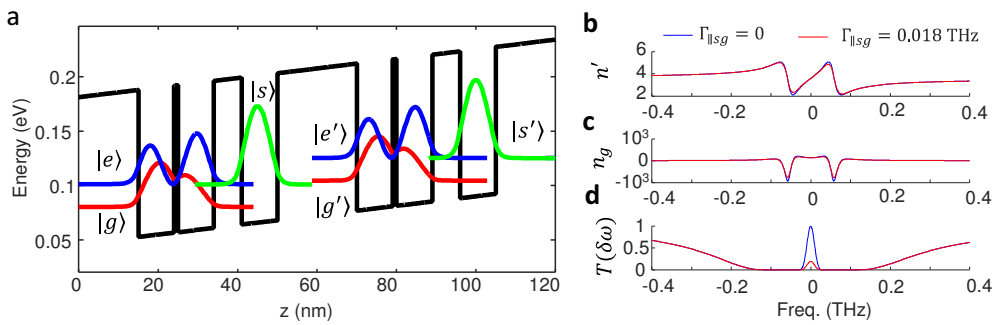 a
Energy (eV)
0.2
0.15
0.1
0.05
|e⟩
|g⟩
|s⟩
|e′⟩
|g′⟩
|s′⟩
0 20 40 60 80 100 120
z (nm)
Γ∥sg = 0 Γ∥sg = 0.018 THz
b
n′
6
4
2
-0.4 -0.2 0 0.2 0.4
c
n_g
10³
0
-10³
-0.4 -0.2 0 0.2 0.4
d
T(δω)
1
0.5
0
-0.4 -0.2 0 0.2 0.4
Freq. (THz)